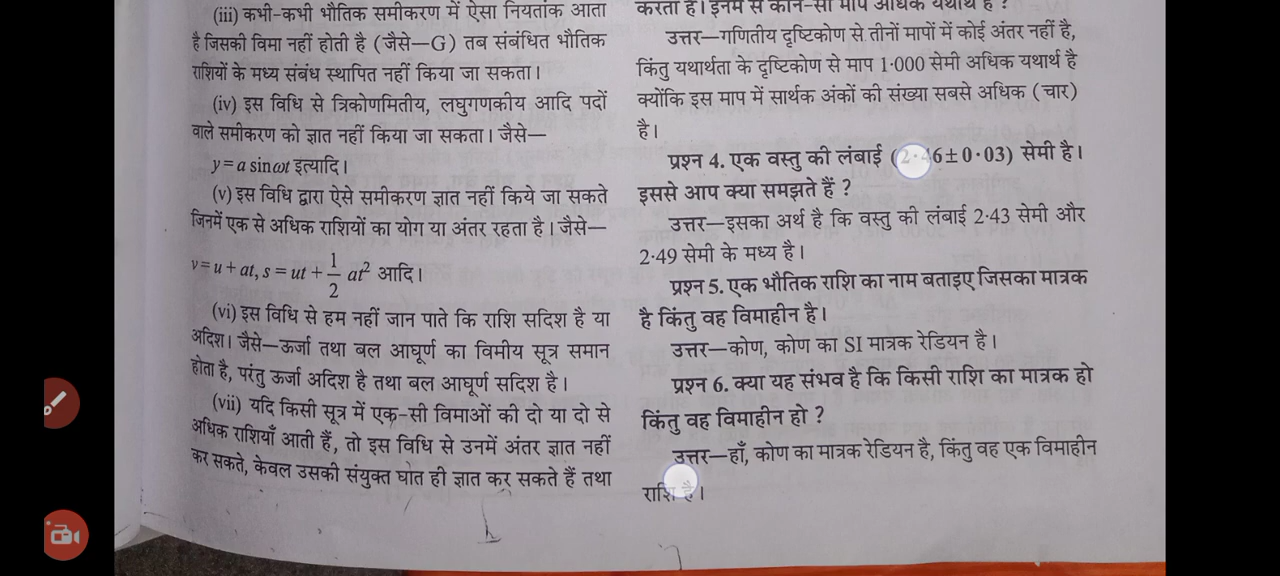 (iii) कभी-कभी भौतिक समीकरण में ऐसा नियतांक आता
है जिसकी विमा नहीं होती है (जैसे—G) तब संबंधित भौतिक
राशियों के मध्य संबंध स्थापित नहीं किया जा सकता।
(iv) इस विधि से त्रिकोणमितीय, लघुगणकीय आदि पदों
वाले समीकरण को ज्ञात नहीं किया जा सकता। जैसे—
y = a sinωt इत्यादि।
(v) इस विधि द्वारा ऐसे समीकरण ज्ञात नहीं किये जा सकते
जिनमें एक से अधिक राशियों का योग या अंतर रहता है। जैसे—
v = u + at, s = ut + 1/2 at² आदि।
(vi) इस विधि से हम नहीं जान पाते कि राशि सदिश है या
अदिश। जैसे—ऊर्जा तथा बल आघूर्ण का विमीय सूत्र समान
होता है, परंतु ऊर्जा अदिश है तथा बल आघूर्ण सदिश है।
(vii) यदि किसी सूत्र में एक-सी विमाओं की दो या दो से
अधिक राशियाँ आती हैं, तो इस विधि से उनमें अंतर ज्ञात नहीं
कर सकते, केवल उसकी संयुक्त घात ही ज्ञात कर सकते हैं तथा
करता है। इनमें से कौन-सी माप अधिक यथार्थ है ?
उत्तर—गणितीय दृष्टिकोण से तीनों मापों में कोई अंतर नहीं है,
किंतु यथार्थता के दृष्टिकोण से माप 1·000 सेमी अधिक यथार्थ है
क्योंकि इस माप में सार्थक अंकों की संख्या सबसे अधिक (चार)
है।
प्रश्न 4. एक वस्तु की लंबाई (2·46 ± 0·03) सेमी है।
इससे आप क्या समझते हैं ?
उत्तर—इसका अर्थ है कि वस्तु की लंबाई 2·43 सेमी और
2·49 सेमी के मध्य है।
प्रश्न 5. एक भौतिक राशि का नाम बताइए जिसका मात्रक
है किंतु वह विमाहीन है।
उत्तर—कोण, कोण का SI मात्रक रेडियन है।
प्रश्न 6. क्या यह संभव है कि किसी राशि का मात्रक हो
किंतु वह विमाहीन हो ?
उत्तर—हाँ, कोण का मात्रक रेडियन है, किंतु वह एक विमाहीन
राशि है।